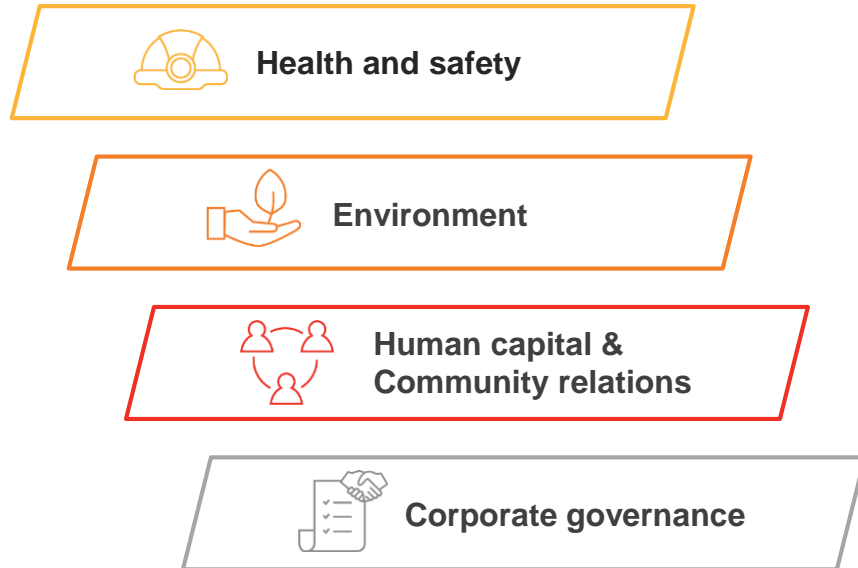 Health and safety
Environment
Human capital &
Community relations
Corporate governance